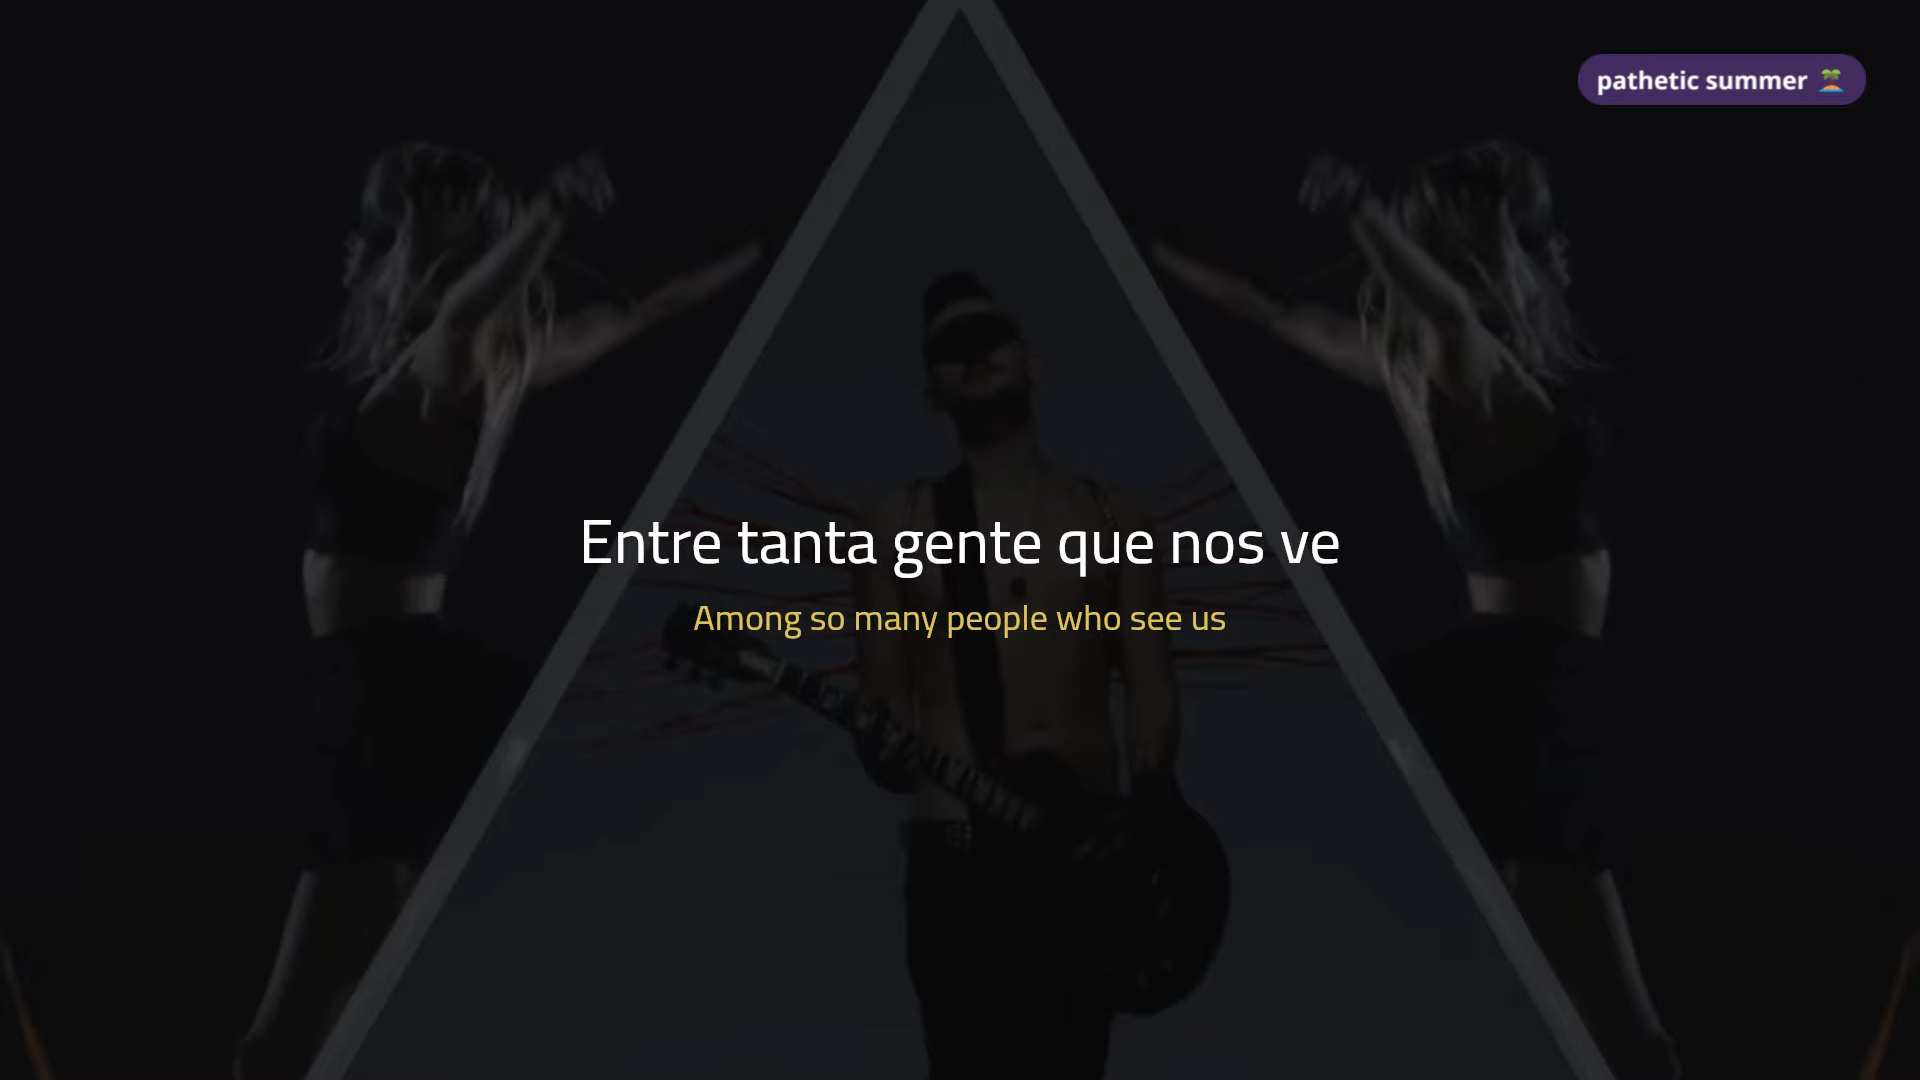 pathetic summer 🏝️
Entre tanta gente que nos ve
Among so many people who see us